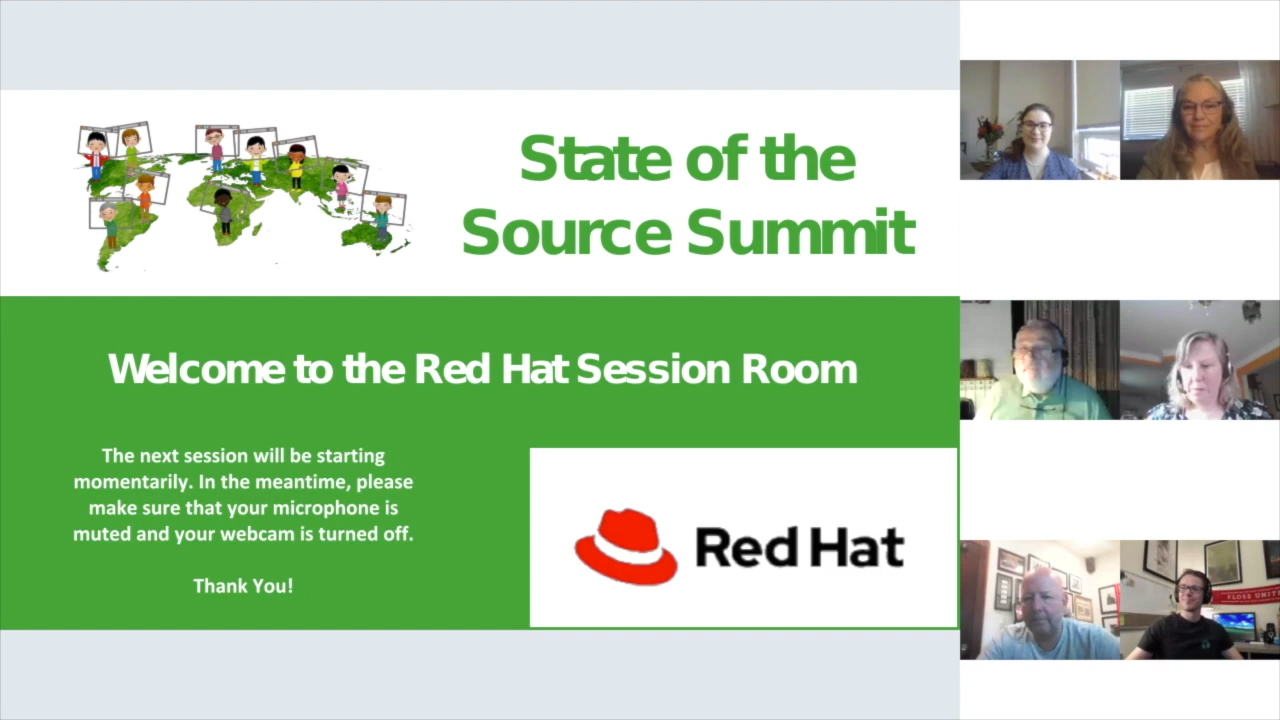 State of the
Source Summit
Welcome to the Red Hat Session Room
The next session will be starting
momentarily. In the meantime, please
make sure that your microphone is
muted and your webcam is turned off.
Thank You!
Red Hat
FLOSS UNIT